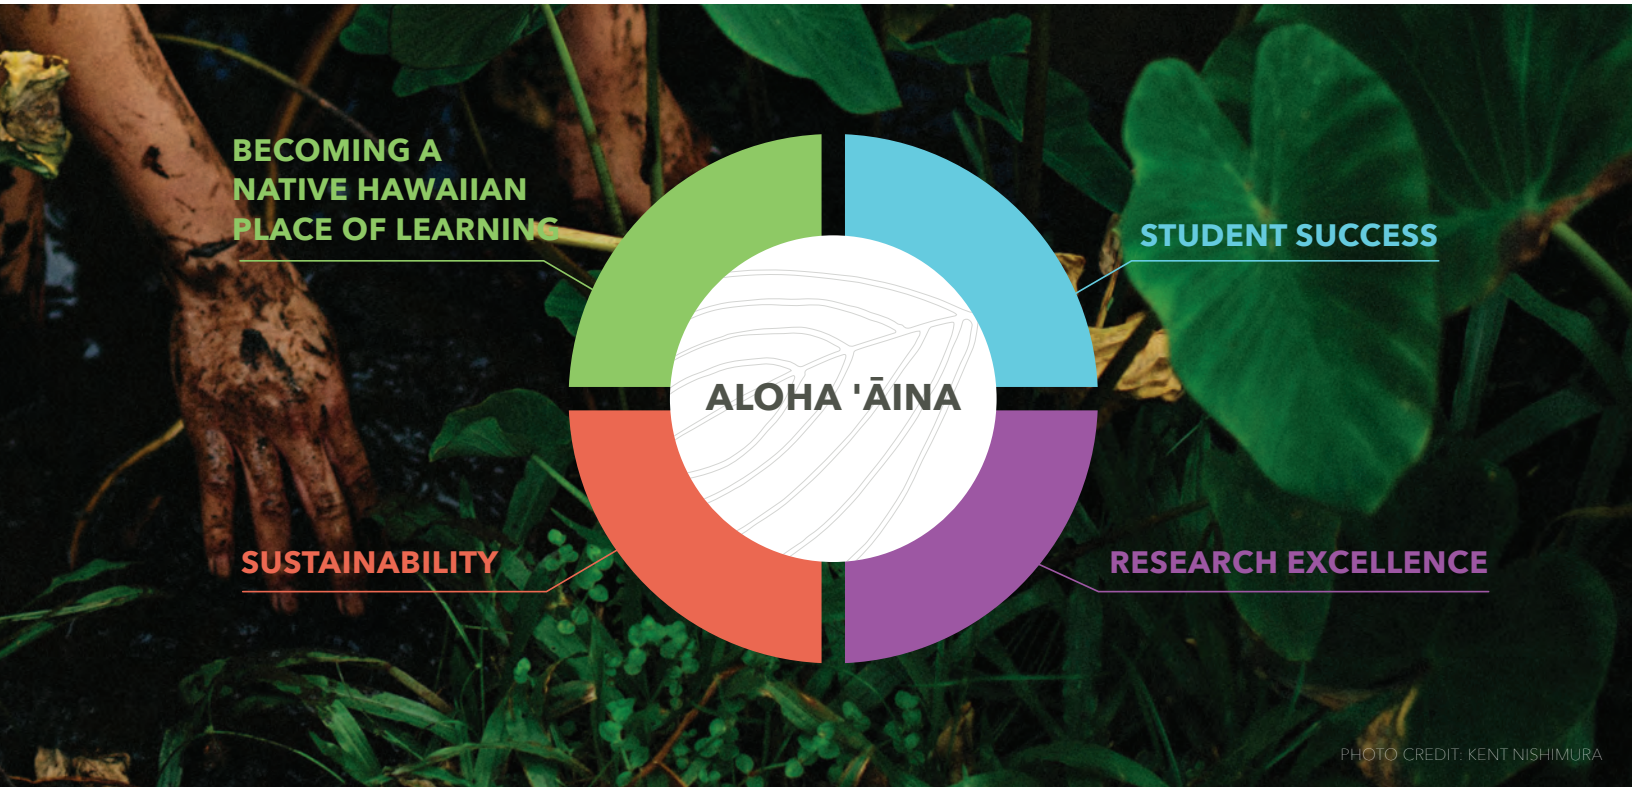 BECOMING A
NATIVE HAWAIIAN
PLACE OF LEARNING
STUDENT SUCCESS
ALOHA 'ĀINA
SUSTAINABILITY
RESEARCH EXCELLENCE
PHOTO CREDIT: KENT NISHIMURA